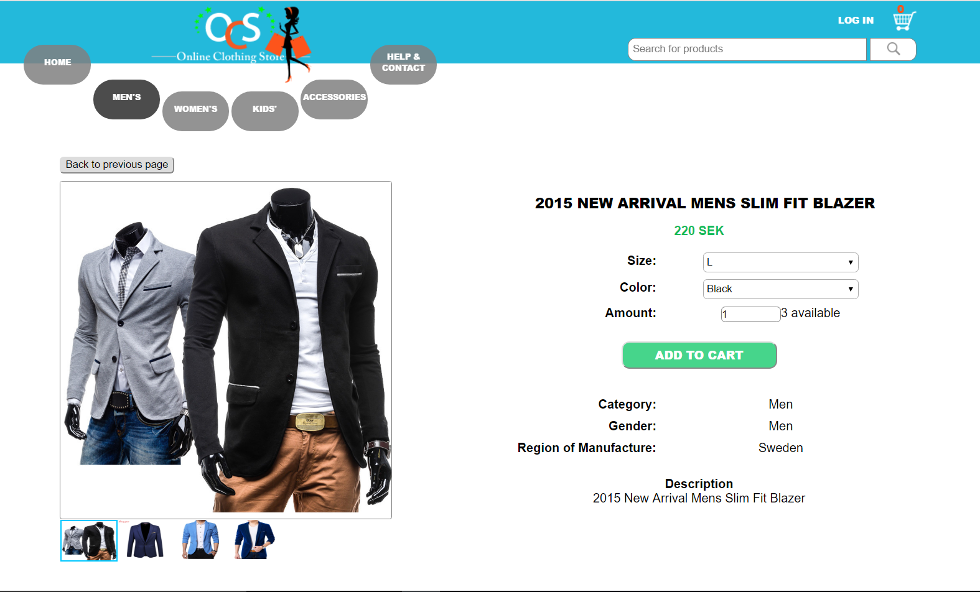 OCS
Online Clothing Store
LOG IN
0
Search for products
HOME
HELP &
CONTACT
MEN'S
WOMEN'S
KIDS'
ACCESSORIES
Back to previous page
2015 NEW ARRIVAL MENS SLIM FIT BLAZER
220 SEK
Size: L
Color: Black
Amount: 1 3 available
ADD TO CART
Category: Men
Gender: Men
Region of Manufacture: Sweden
Description
2015 New Arrival Mens Slim Fit Blazer